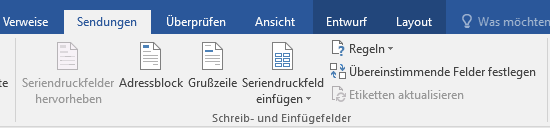 Verweise Sendungen Überprüfen Ansicht Entwurf Layout Was möchten
te
Seriendruckfelder hervorheben
Adressblock
Grußzeile
Seriendruckfeld einfügen
Regeln
Übereinstimmende Felder festlegen
Etiketten aktualisieren
Schreib- und Einfügefelder